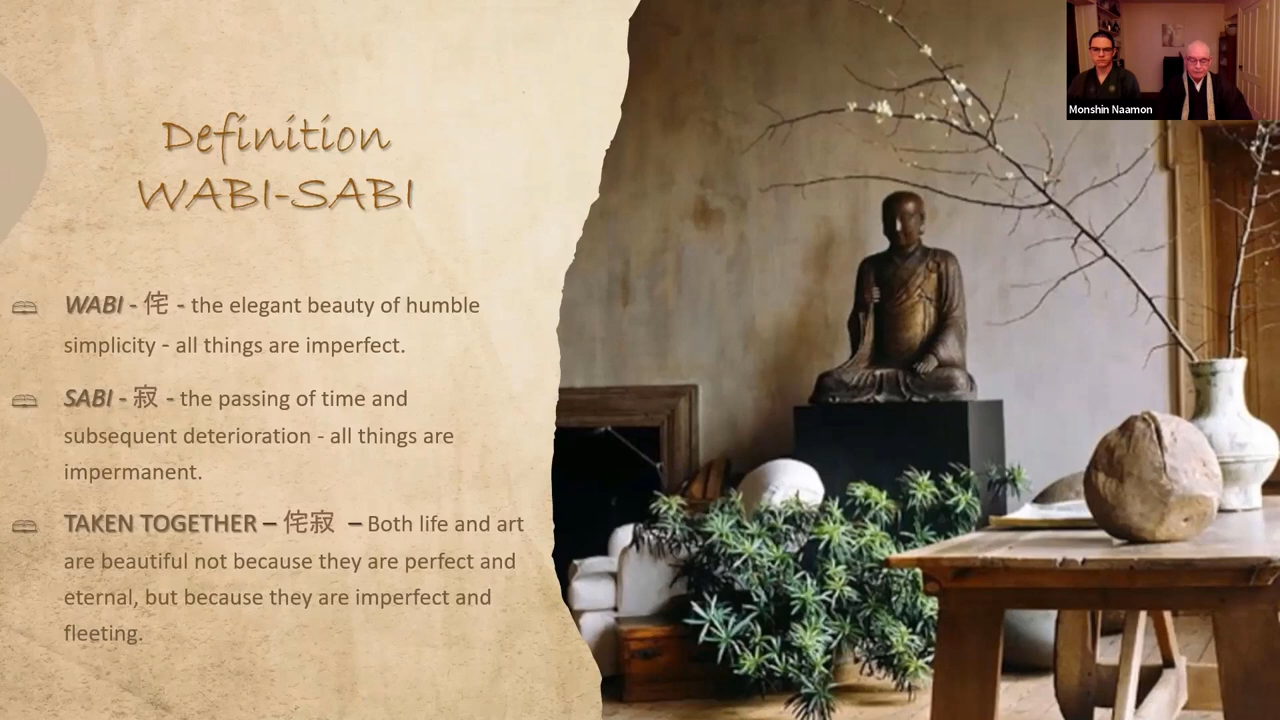 Definition
WABI-SABI
WABI - 侘 - the elegant beauty of humble
simplicity - all things are imperfect.
SABI - 寂 - the passing of time and
subsequent deterioration - all things are
impermanent.
TAKEN TOGETHER – 侘寂 – Both life and art
are beautiful not because they are perfect and
eternal, but because they are imperfect and
fleeting.
Monshin Naamon